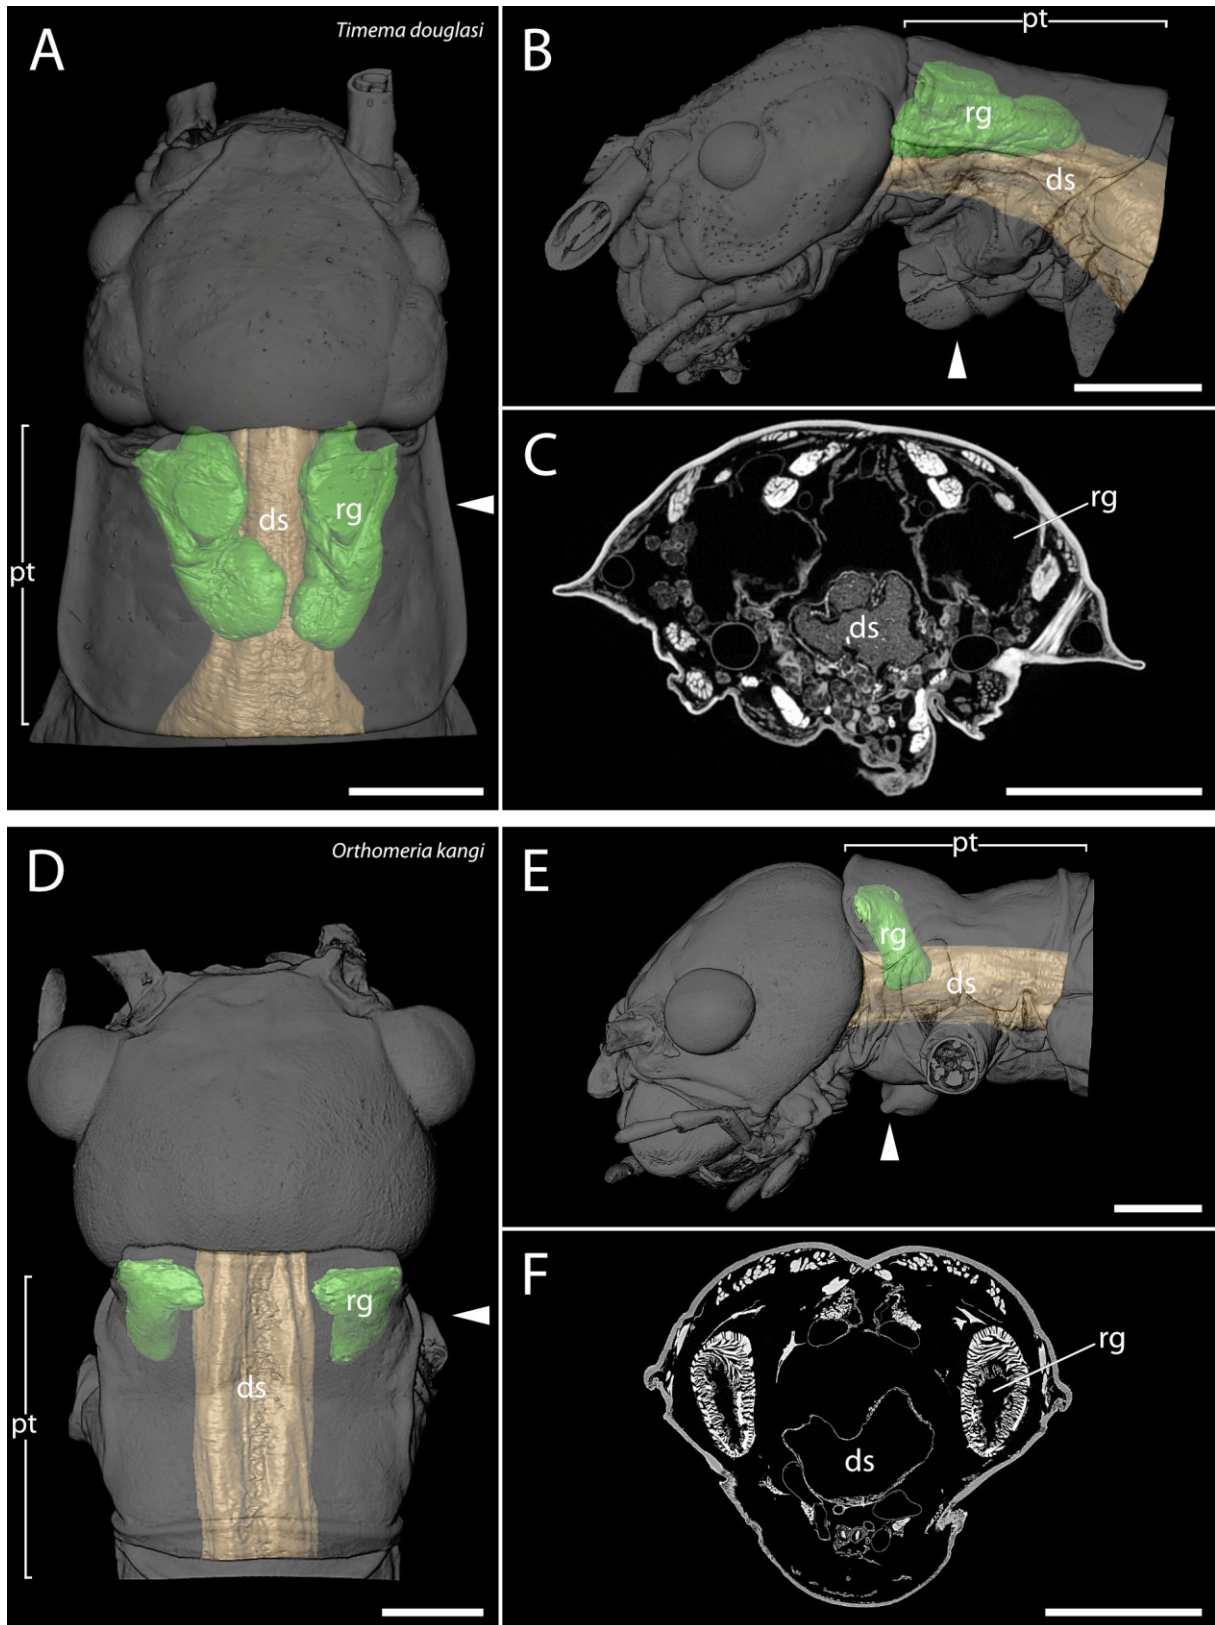 A
Timema douglasi
rg
ds
pt
B
pt
rg
ds
C
rg
ds
D
Orthomeria kangi
rg
ds
pt
E
pt
rg
ds
F
rg
ds